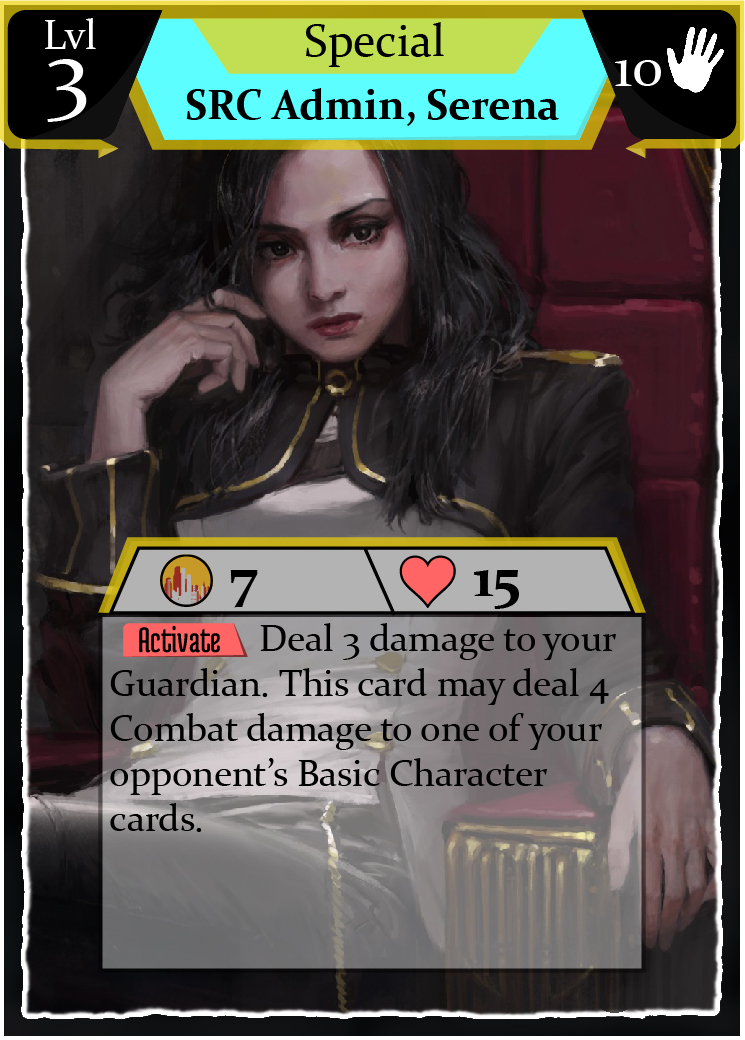 Lvl
3
Special
10
SRC Admin, Serena
7
15
Activate Deal 3 damage to your
Guardian. This card may deal 4
Combat damage to one of your
opponent's Basic Character
cards.